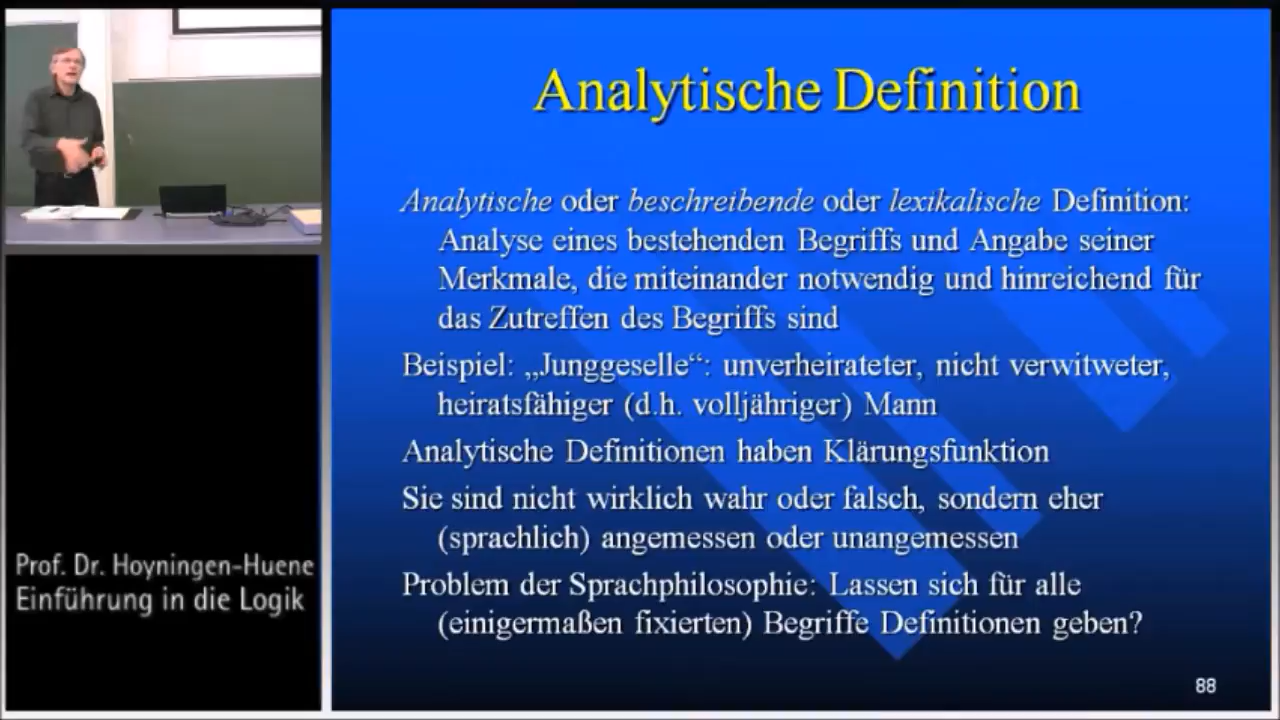 Analytische Definition
Analytische oder beschreibende oder lexikalische Definition:
Analyse eines bestehenden Begriffs und Angabe seiner
Merkmale, die miteinander notwendig und hinreichend für
das Zutreffen des Begriffs sind
Beispiel: „Junggeselle“: unverheirateter, nicht verwitweter,
heiratsfähiger (d.h. volljähriger) Mann
Analytische Definitionen haben Klärungsfunktion
Sie sind nicht wirklich wahr oder falsch, sondern eher
(sprachlich) angemessen oder unangemessen
Problem der Sprachphilosophie: Lassen sich für alle
(einigermaßen fixierten) Begriffe Definitionen geben?
88
Prof. Dr. Hoyningen-Huene
Einführung in die Logik